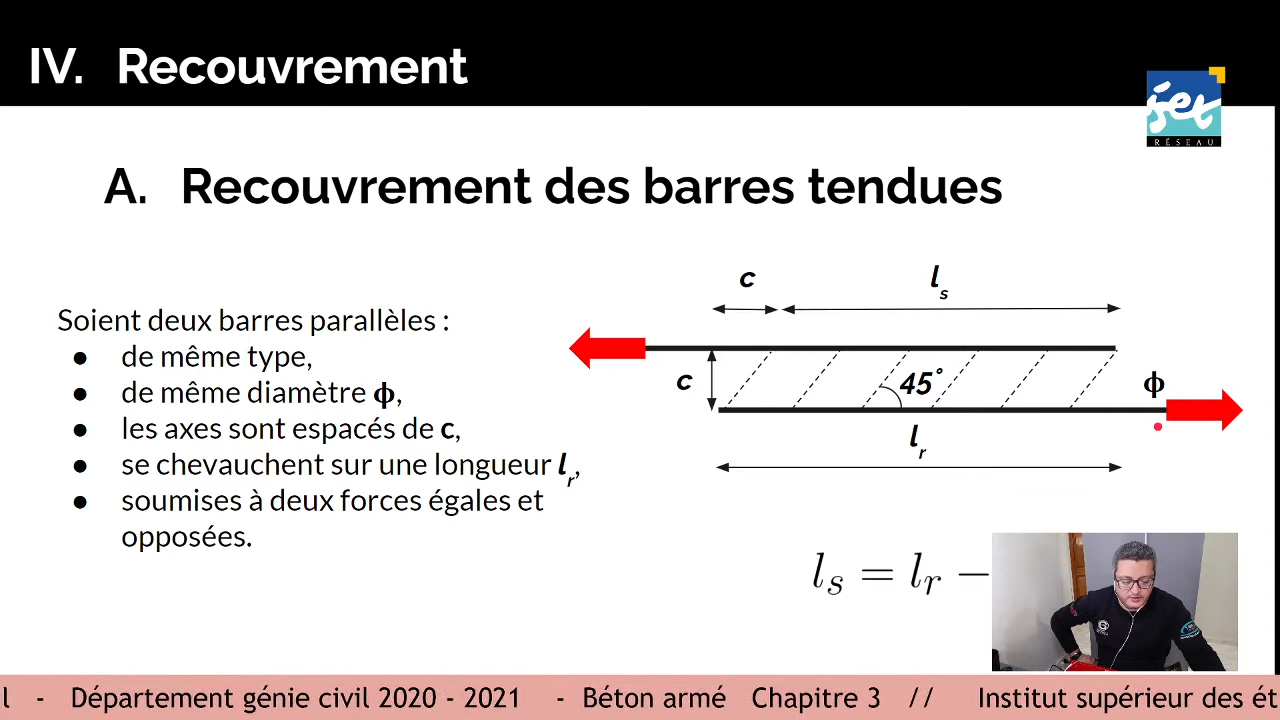 IV. Recouvrement
iset
RÉSEAU
A. Recouvrement des barres tendues
Soient deux barres parallèles :
● de même type,
● de même diamètre ϕ,
● les axes sont espacés de c,
● se chevauchent sur une longueur lr,
● soumises à deux forces égales et
opposées.
c
ls
c
45°
ϕ
lr
ls = lr −
l - Département génie civil 2020 - 2021 - Béton armé Chapitre 3 // Institut supérieur des ét